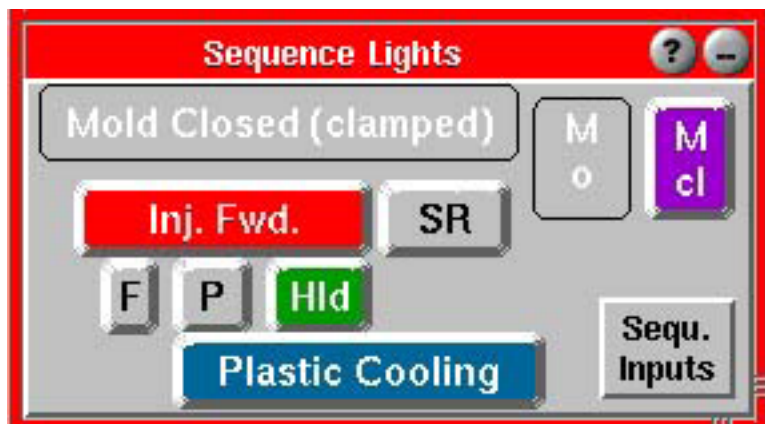 Sequence Lights ? –
Mold Closed (clamped)
M
o
M
cl
Inj. Fwd.
SR
F
P
Hld
Plastic Cooling
Sequ.
Inputs